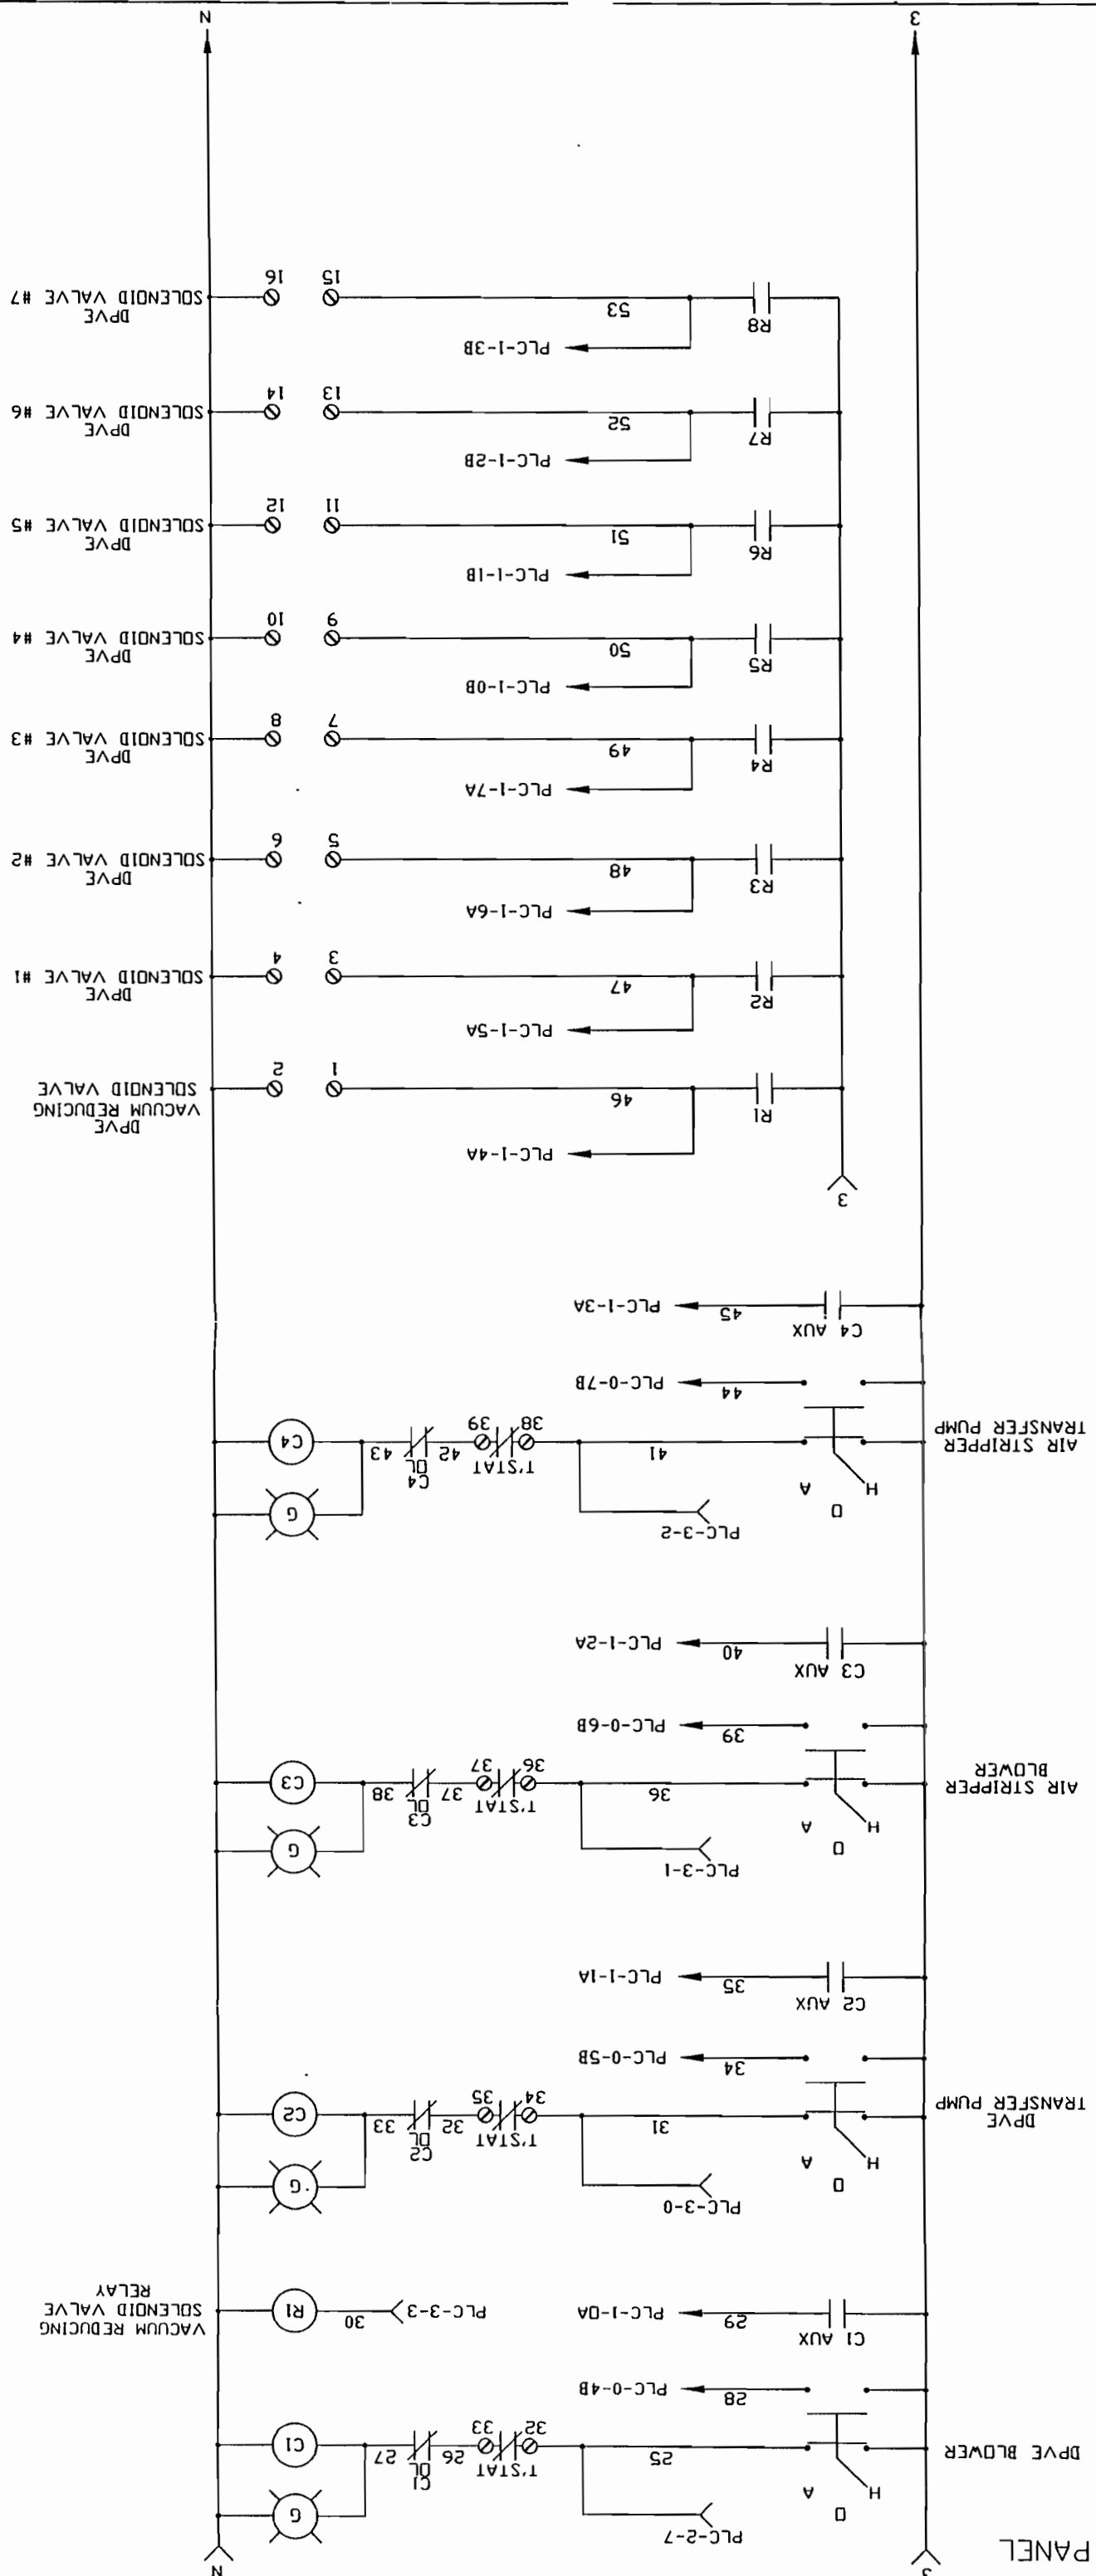 PANEL
3
N
PLC-2-7
G
H O A
DPVE BLOWER
25
32 T'STAT 33
26
C1
OL
27
C1
28
PLC-0-4B
C1 AUX
29
PLC-1-0A
PLC-3-3
30
R1
VACUUM REDUCING
SOLENOID VALVE
RELAY
PLC-3-0
G
H O A
DPVE
TRANSFER PUMP
31
34 T'STAT 35
32
C2
OL
33
C2
34
PLC-0-5B
C2 AUX
35
PLC-1-1A
PLC-3-1
G
H O A
AIR STRIPPER
BLOWER
36
36 T'STAT 37
37
C3
OL
38
C3
39
PLC-0-6B
C3 AUX
40
PLC-1-2A
PLC-3-2
G
H O A
AIR STRIPPER
TRANSFER PUMP
41
38 T'STAT 39
42
C4
OL
43
C4
44
PLC-0-7B
C4 AUX
45
PLC-1-3A
3
PLC-1-4A
R1
46
1
2
DPVE
VACUUM REDUCING
SOLENOID VALVE
PLC-1-5A
R2
47
3
4
DPVE
SOLENOID VALVE #1
PLC-1-6A
R3
48
5
6
DPVE
SOLENOID VALVE #2
PLC-1-7A
R4
49
7
8
DPVE
SOLENOID VALVE #3
PLC-1-0B
R5
50
9
10
DPVE
SOLENOID VALVE #4
PLC-1-1B
R6
51
11
12
DPVE
SOLENOID VALVE #5
PLC-1-2B
R7
52
13
14
DPVE
SOLENOID VALVE #6
PLC-1-3B
R8
53
15
16
DPVE
SOLENOID VALVE #7
3
N